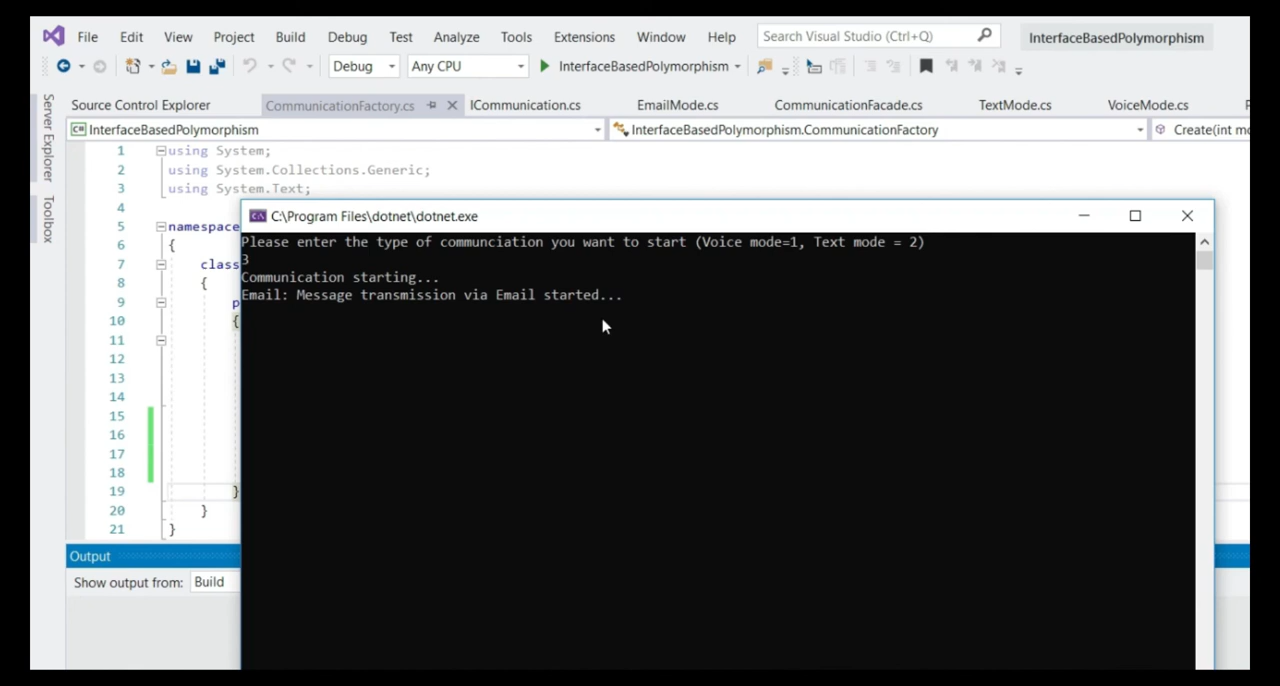 File Edit View Project Build Debug Test Analyze Tools Extensions Window Help Search Visual Studio (Ctrl+Q) InterfaceBasedPolymorphism
Debug Any CPU InterfaceBasedPolymorphism
Server Explorer
Toolbox
Source Control Explorer CommunicationFactory.cs ICommunication.cs EmailMode.cs CommunicationFacade.cs TextMode.cs VoiceMode.cs
C# InterfaceBasedPolymorphism InterfaceBasedPolymorphism.CommunicationFactory Create(int mo
1 using System;
2 using System.Collections.Generic;
3 using System.Text;
4
5 namespace
6 {
7 class
8 {
9 p
10 {
11
12
13
14
15
16
17
18
19 }
20 }
21 }
C:\Program Files\dotnet\dotnet.exe
Please enter the type of communciation you want to start (Voice mode=1, Text mode = 2)
3
Communication starting...
Email: Message transmission via Email started...
Output
Show output from: Build